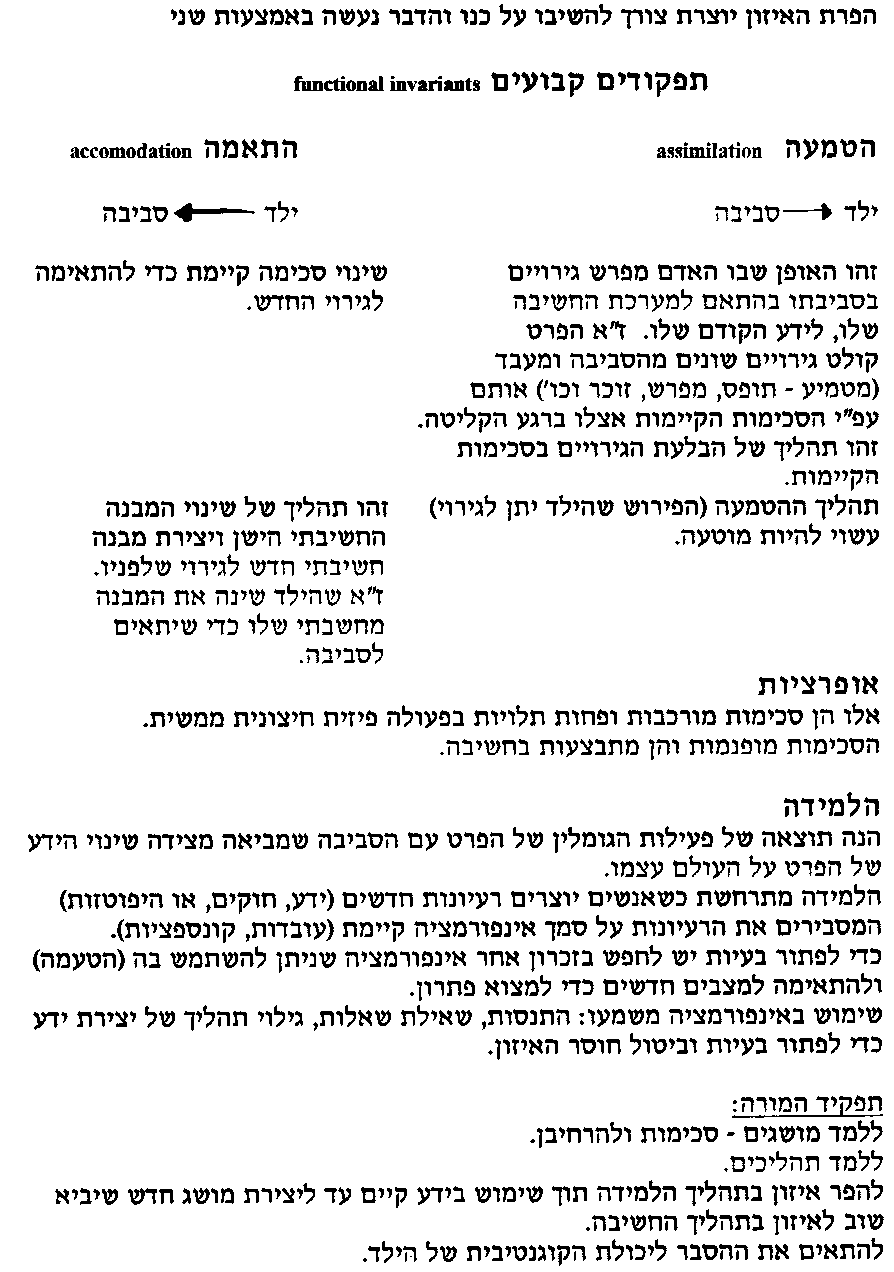 הפרת האיזון יוצרת צורך להשיבו על כנו והדבר נעשה באמצעות שני
תפקודים קבועים functional invariants
הטמעה assimilation
ילד → סביבה
זהו האופן שבו האדם מפרש גירויים
בסביבתו בהתאם למערכת החשיבה
שלו, לידע הקודם שלו. ז"א הפרט
קולט גירויים שונים מהסביבה ומעבד
(מטמיע - תופס, מפרש, זוכר וכו') אותם
עפ"י הסכימות הקיימות אצלו ברגע הקליטה.
זהו תהליך של הבלעת הגירויים בסכימות
הקיימות.
תהליך ההטמעה (הפירוש שהילד יתן לגירוי)
עשוי להיות מוטעה.
התאמה accomodation
ילד ← סביבה
שינוי סכימה קיימת כדי להתאימה
לגירוי החדש.
זהו תהליך של שינוי המבנה
החשיבתי הישן ויצירת מבנה
חשיבתי חדש לגירוי שלפניו.
ז"א שהילד שינה את המבנה
מחשבתי שלו כדי שיתאים
לסביבה.
אופרציות
אלו הן סכימות מורכבות ופחות תלויות בפעולה פיזית חיצונית ממשית.
הסכימות מופנמות והן מתבצעות בחשיבה.
הלמידה
הנה תוצאה של פעילות הגומלין של הפרט עם הסביבה שמביאה מצידה שינוי הידע
של הפרט על העולם עצמו.
הלמידה מתרחשת כשאנשים יוצרים רעיונות חדשים (ידע, חוקים, או היפוטזות)
המסבירים את הרעיונות על סמך אינפורמציה קיימת (עובדות, קונספציות).
כדי לפתור בעיות יש לחפש בזכרון אחר אינפורמציה שניתן להשתמש בה (הטעמה)
ולהתאימה למצבים חדשים כדי למצוא פתרון.
שימוש באינפורמציה משמעו: התנסות, שאילת שאלות, גילוי תהליך של יצירת ידע
כדי לפתור בעיות וביטול חוסר האיזון.
תפקיד המורה:
ללמד מושגים - סכימות ולהרחיבן.
ללמד תהליכים.
להפר איזון בתהליך הלמידה תוך שימוש בידע קיים עד ליצירת מושג חדש שיביא
שוב לאיזון בתהליך החשיבה.
להתאים את ההסבר ליכולת הקוגנטיבית של הילד.